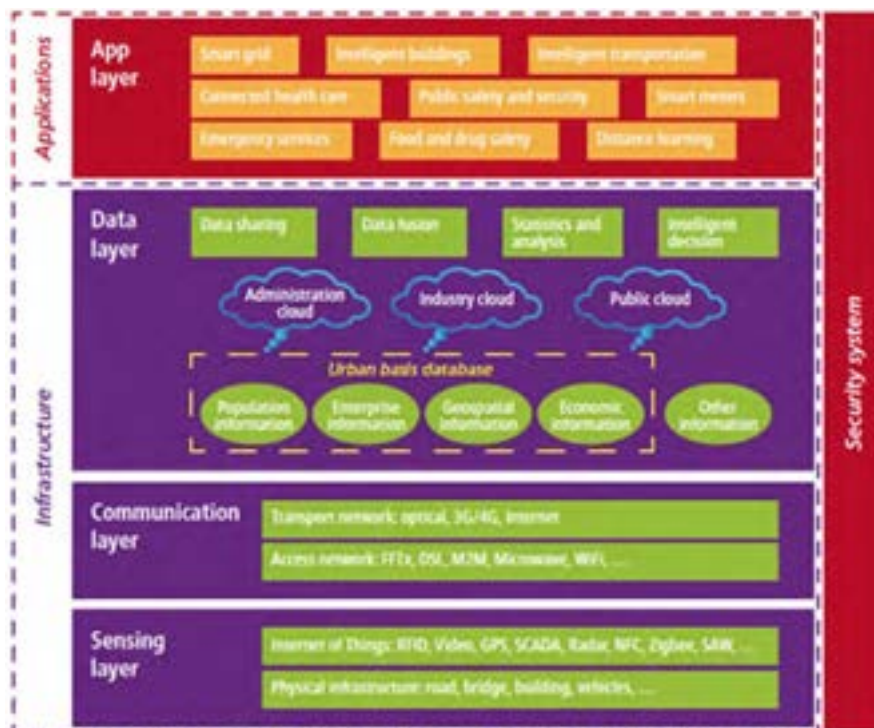 Applications
App
layer
Smart grid
Intelligent buildings
Intelligent transportation
Connected health care
Public safety and security
Smart meters
Emergency services
Food and drug safety
Distance learning
Infrastructure
Data
layer
Data sharing
Data fusion
Statistics and
analysis
Intelligent
decision
Administration
cloud
Industry cloud
Public cloud
Urban basis database
Population
information
Enterprise
information
Geospatial
information
Economic
information
Other
information
Communication
layer
Transport network: optical, 3G/4G, Internet
Access network: FFTx, DSL, M2M, Microwave, WiFi, ...
Sensing
layer
Internet of Things: RFID, Video, GPS, SCADA, Radar, NFC, Zigbee, SAW, ...
Physical infrastructure: road, bridge, building, vehicles, ...
Security system